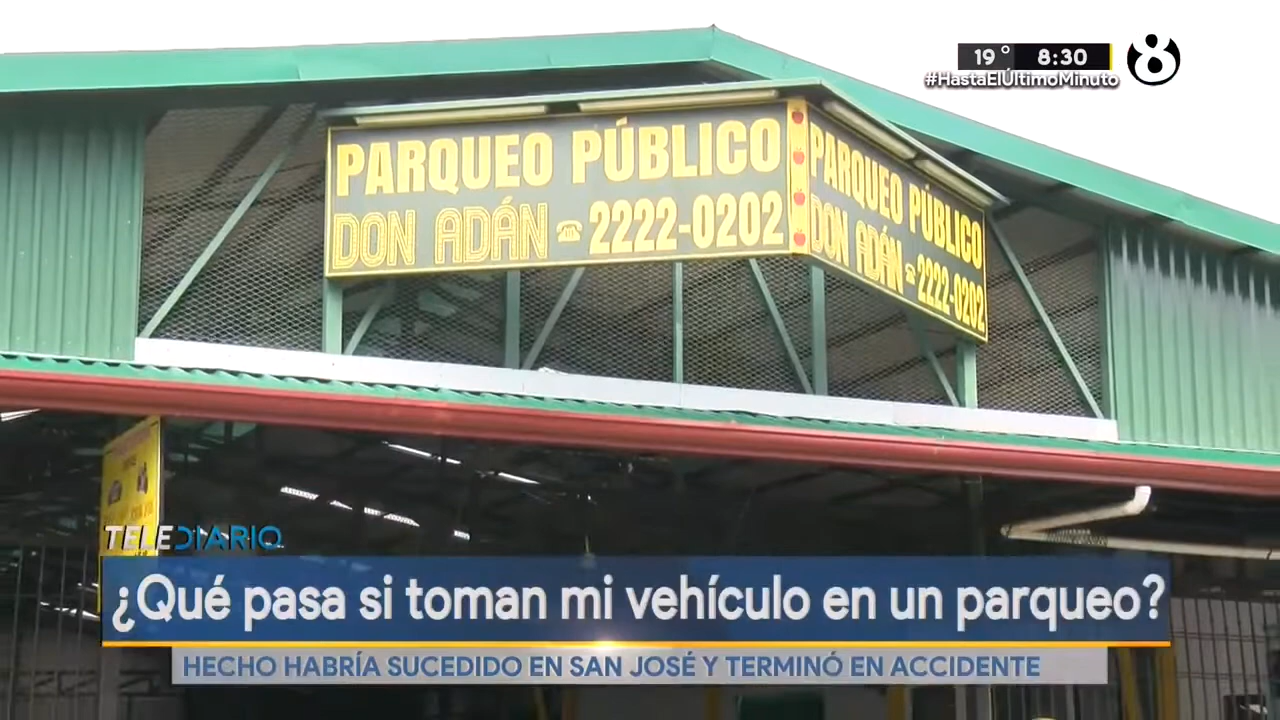 19° 8:30
#HastaElÚltimoMinuto
8
PARQUEO PÚBLICO
DON ADÁN ☎ 2222-0202
PARQUEO PÚBLICO
DON ADÁN ☎ 2222-0202
TELEDIARIO
¿Qué pasa si toman mi vehículo en un parqueo?
HECHO HABRÍA SUCEDIDO EN SAN JOSÉ Y TERMINÓ EN ACCIDENTE